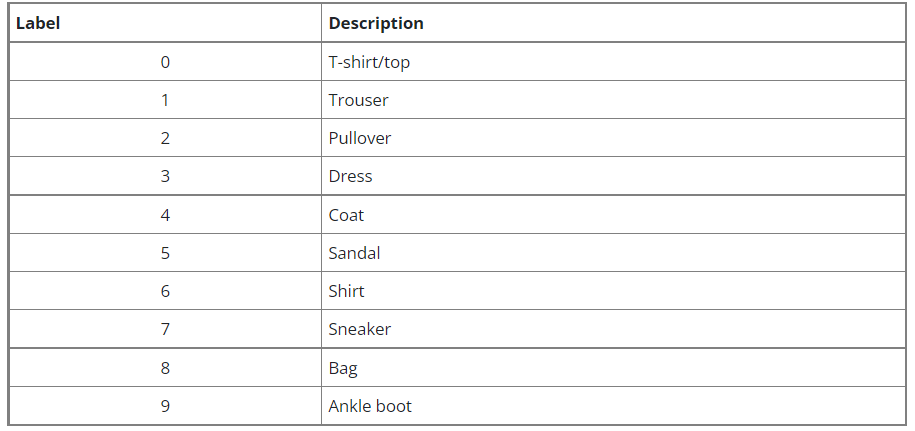 Label Description
0 T-shirt/top
1 Trouser
2 Pullover
3 Dress
4 Coat
5 Sandal
6 Shirt
7 Sneaker
8 Bag
9 Ankle boot